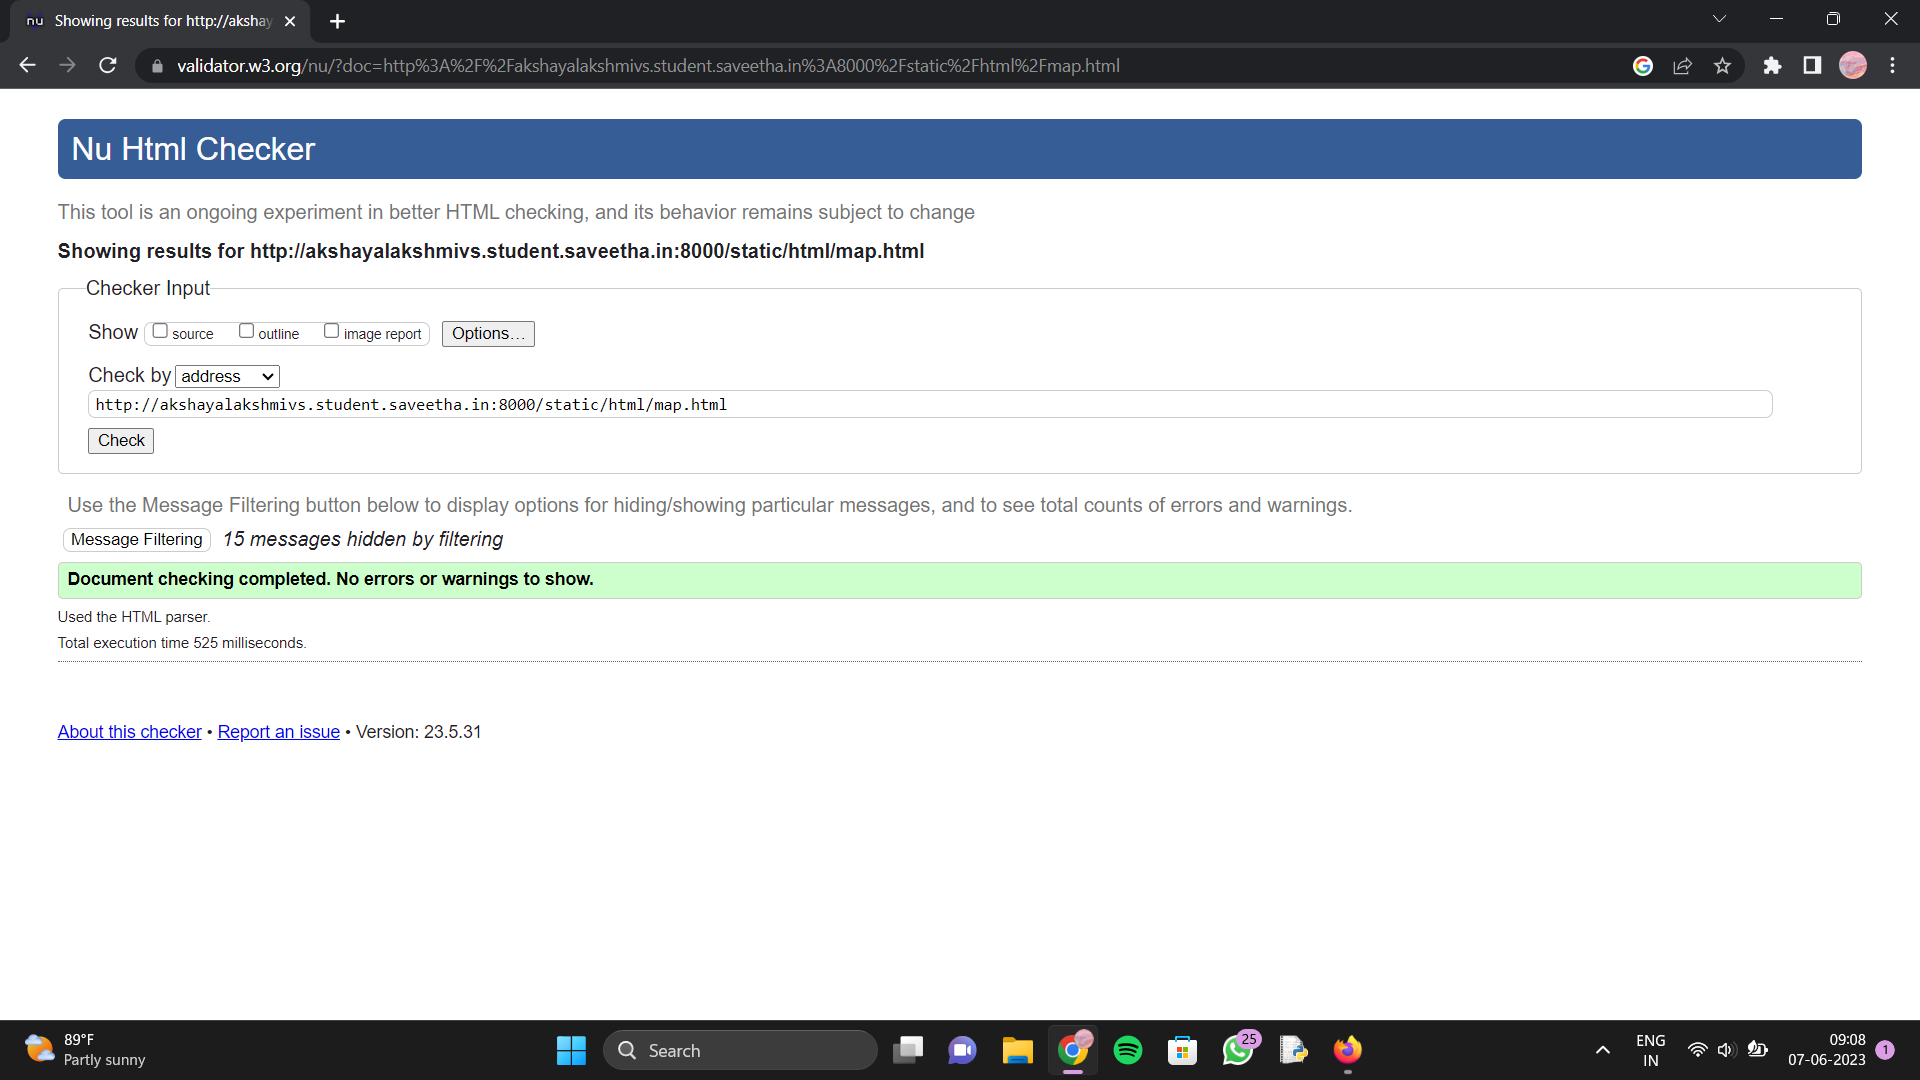 nu Showing results for http://aksha
validator.w3.org/nu/?doc=http%3A%2F%2Fakshayalakshmivs.student.saveetha.in%3A8000%2Fstatic%2Fhtml%2Fmap.html
Nu Html Checker
This tool is an ongoing experiment in better HTML checking, and its behavior remains subject to change
Showing results for http://akshayalakshmivs.student.saveetha.in:8000/static/html/map.html
Checker Input
Show source outline image report Options...
Check by address
http://akshayalakshmivs.student.saveetha.in:8000/static/html/map.html
Check
Use the Message Filtering button below to display options for hiding/showing particular messages, and to see total counts of errors and warnings.
Message Filtering 15 messages hidden by filtering
Document checking completed. No errors or warnings to show.
Used the HTML parser.
Total execution time 525 milliseconds.
About this checker • Report an issue • Version: 23.5.31
89°F
Partly sunny
Search
25
ENG
IN
09:08
07-06-2023
1